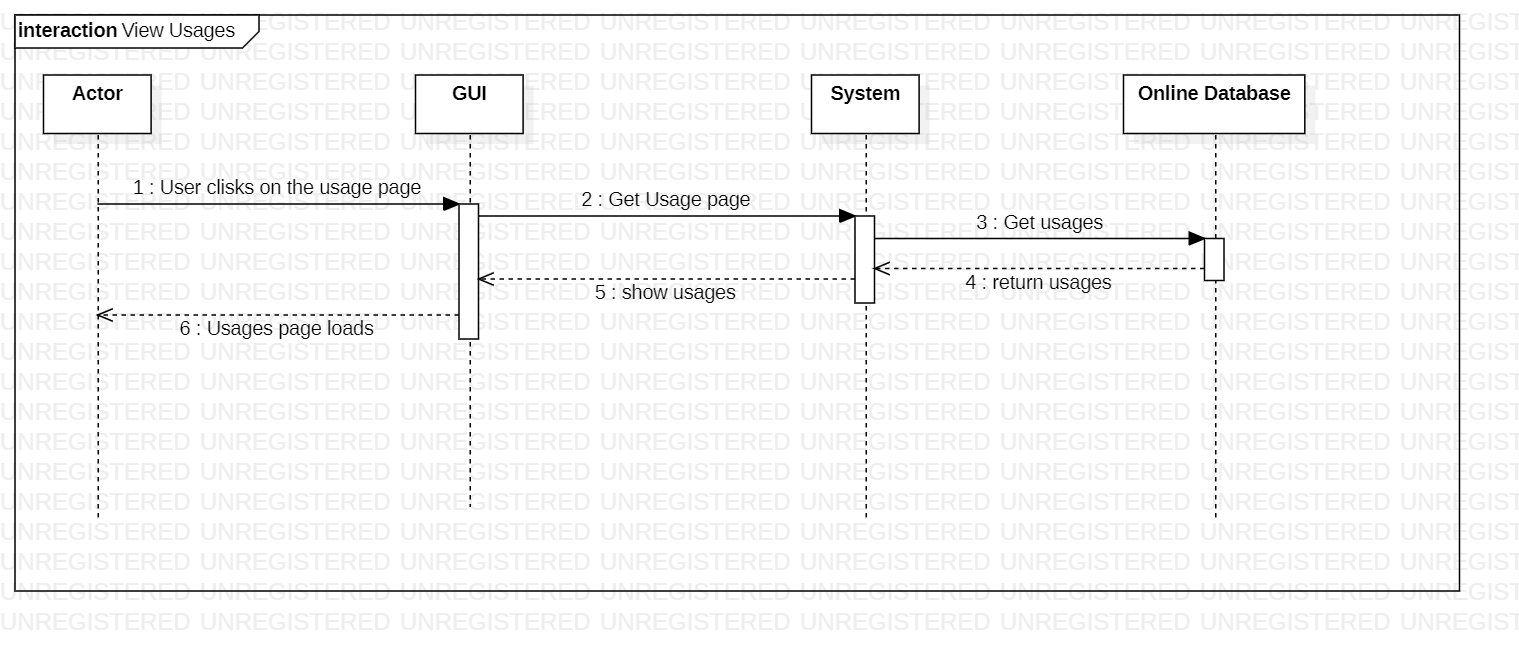 interaction View Usages
Actor
GUI
System
Online Database
1 : User clisks on the usage page
2 : Get Usage page
3 : Get usages
4 : return usages
5 : show usages
6 : Usages page loads
UNREGISTERED